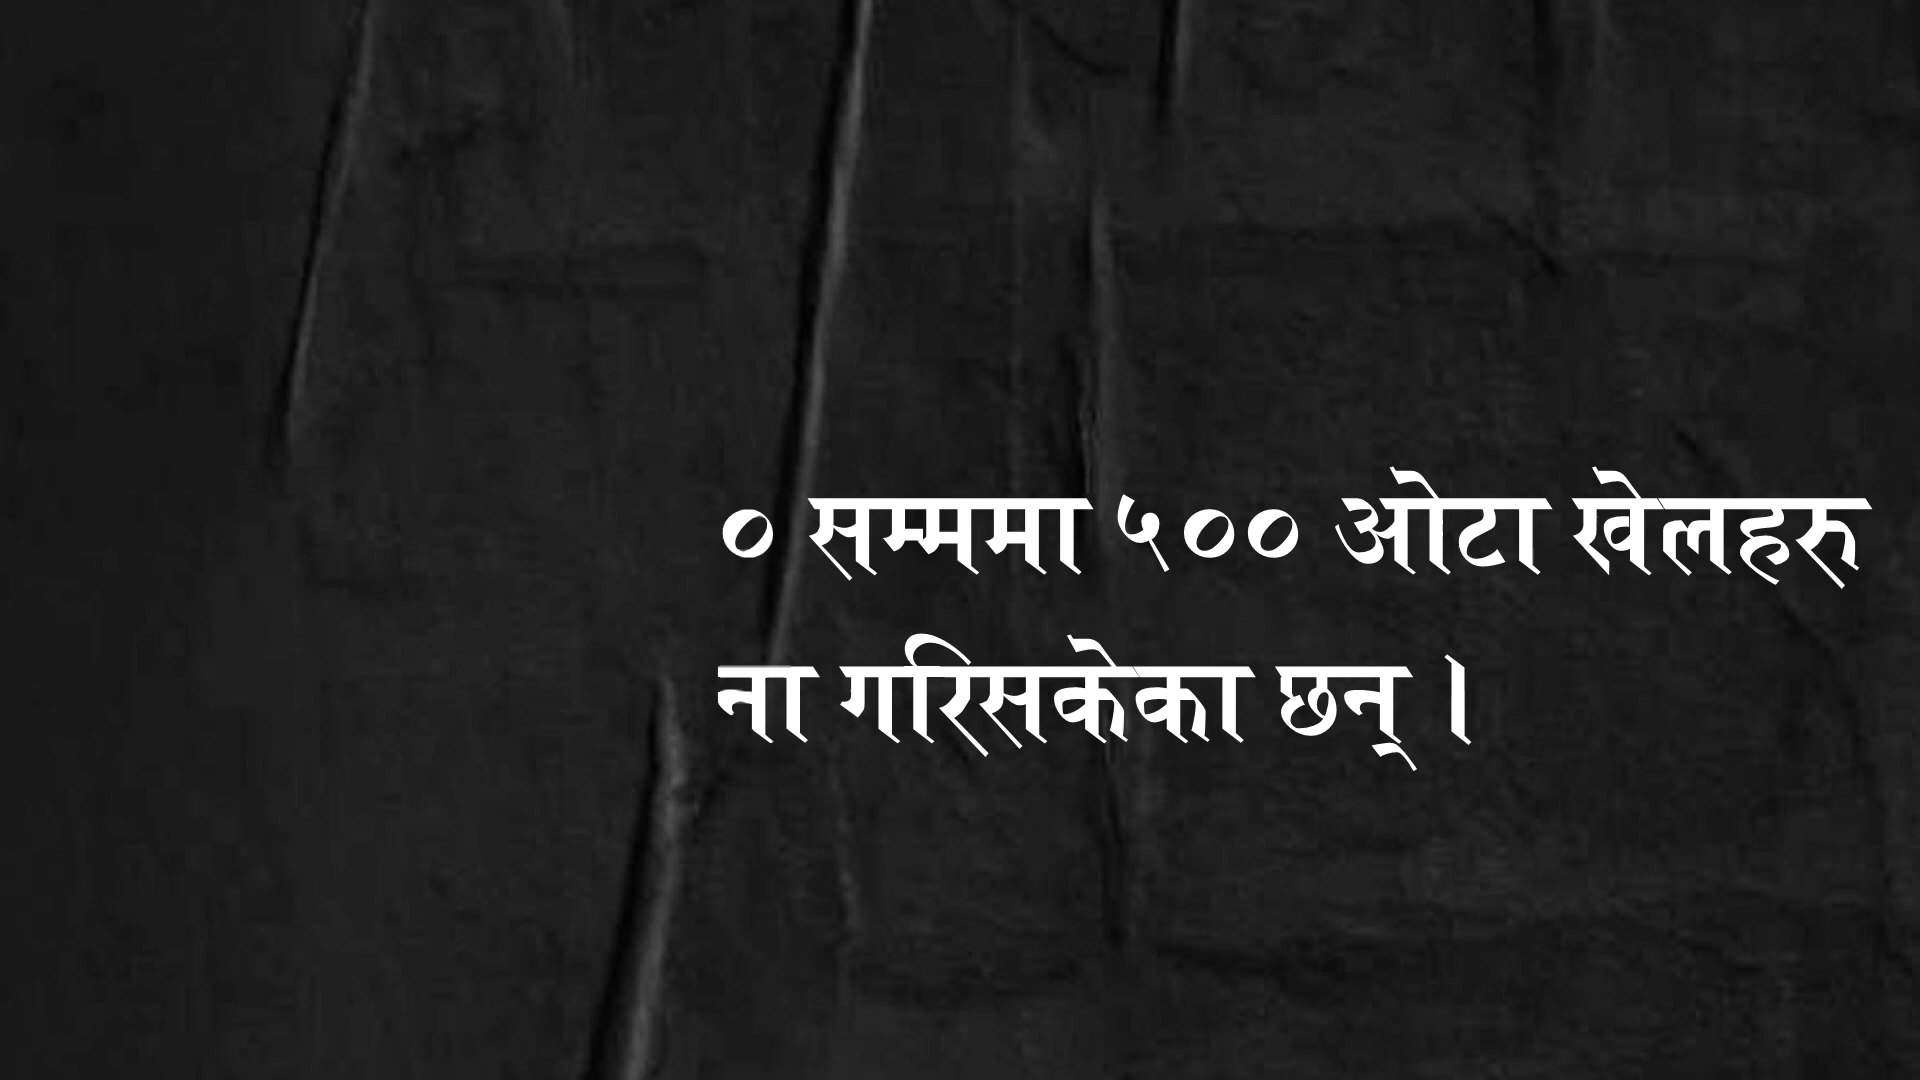 ० सम्ममा ५०० ओटा खेलहरु
ना गरिसकेका छन् ।